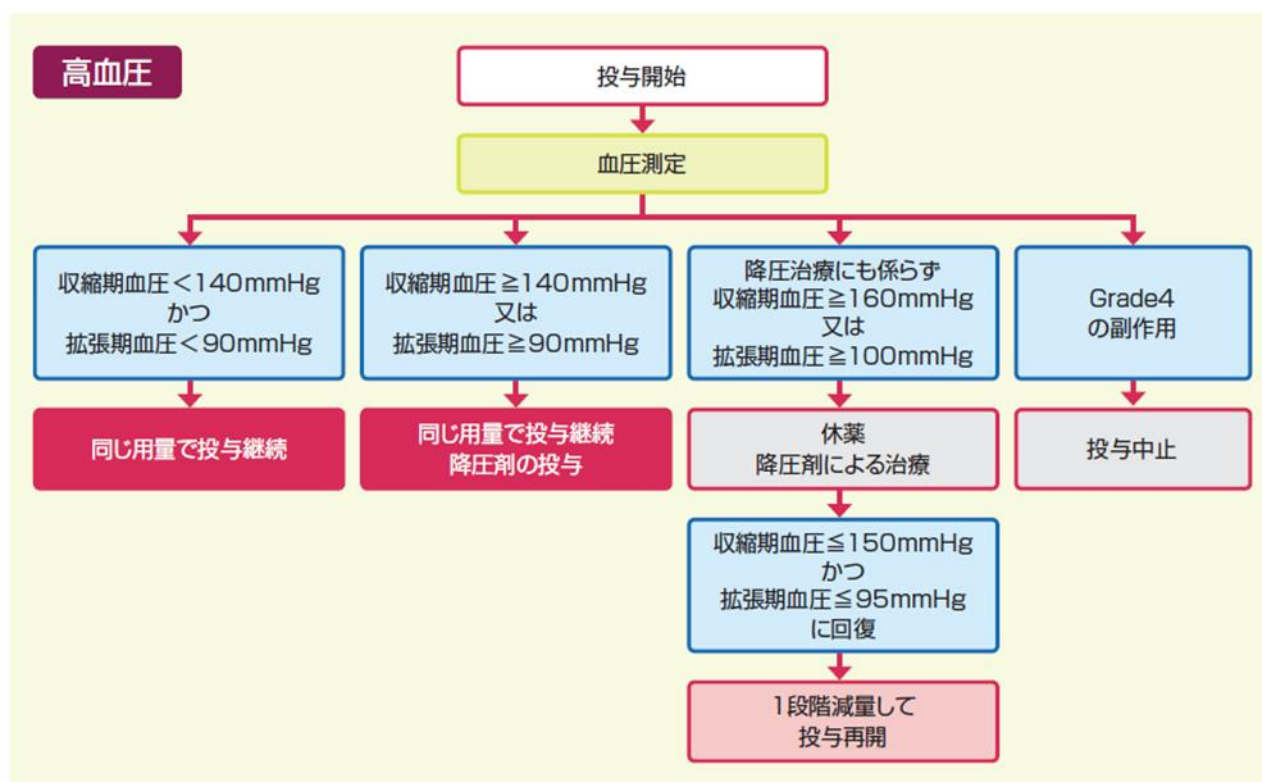 高血圧
投与開始
血圧測定
収縮期血圧<140mmHg
かつ
拡張期血圧<90mmHg
収縮期血圧≧140mmHg
又は
拡張期血圧≧90mmHg
降圧治療にも係らず
収縮期血圧≧160mmHg
又は
拡張期血圧≧100mmHg
Grade4
の副作用
同じ用量で投与継続
同じ用量で投与継続
降圧剤の投与
休薬
降圧剤による治療
投与中止
収縮期血圧≦150mmHg
かつ
拡張期血圧≦95mmHg
に回復
1段階減量して
投与再開